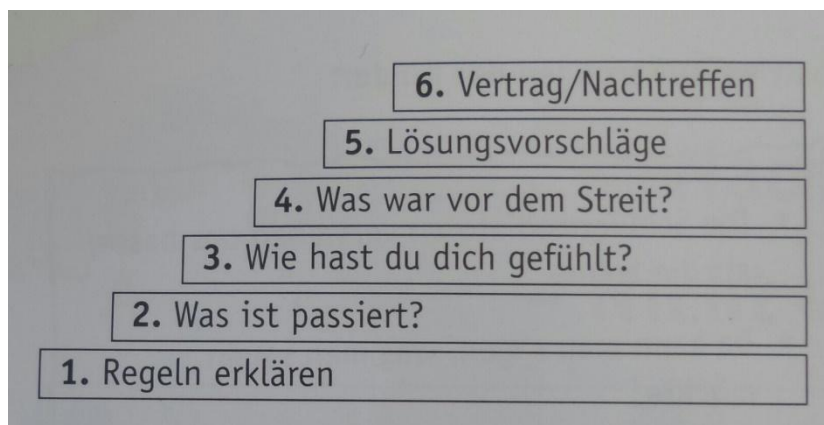 6. Vertrag/Nachtreffen
5. Lösungsvorschläge
4. Was war vor dem Streit?
3. Wie hast du dich gefühlt?
2. Was ist passiert?
1. Regeln erklären